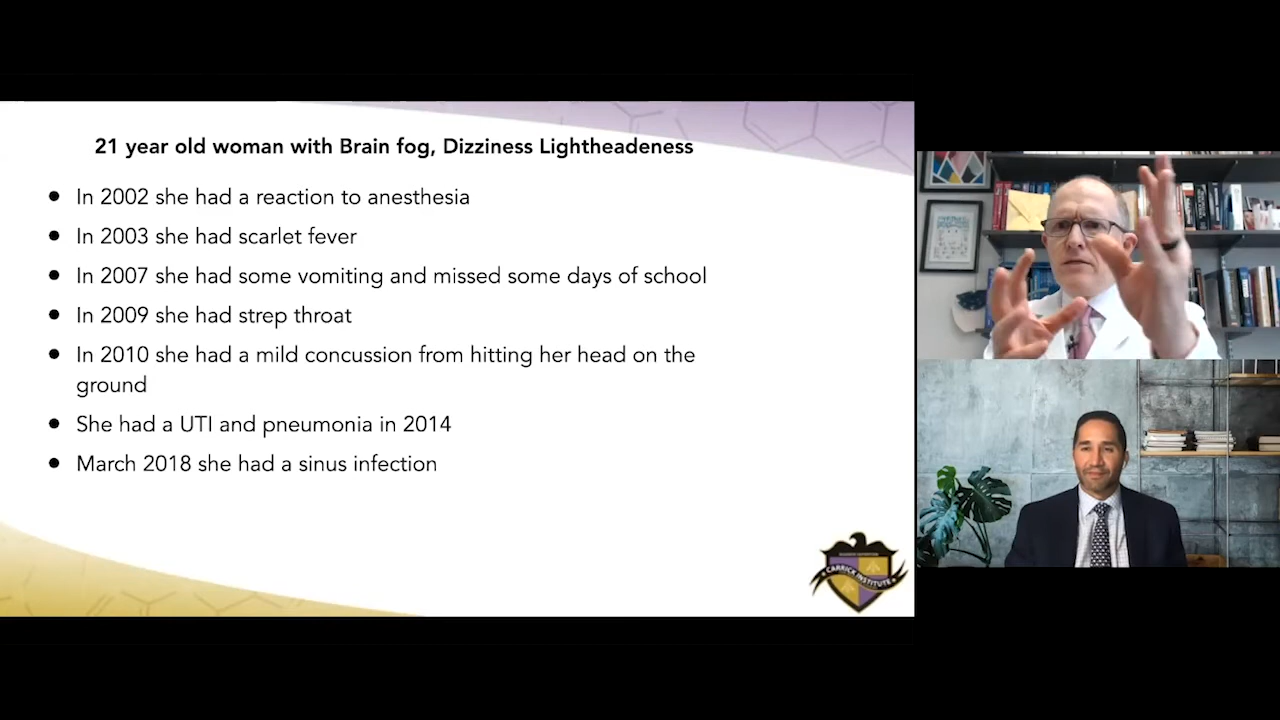 21 year old woman with Brain fog, Dizziness Lightheadeness
● In 2002 she had a reaction to anesthesia
● In 2003 she had scarlet fever
● In 2007 she had some vomiting and missed some days of school
● In 2009 she had strep throat
● In 2010 she had a mild concussion from hitting her head on the
ground
● She had a UTI and pneumonia in 2014
● March 2018 she had a sinus infection
CARRICK INSTITUTE